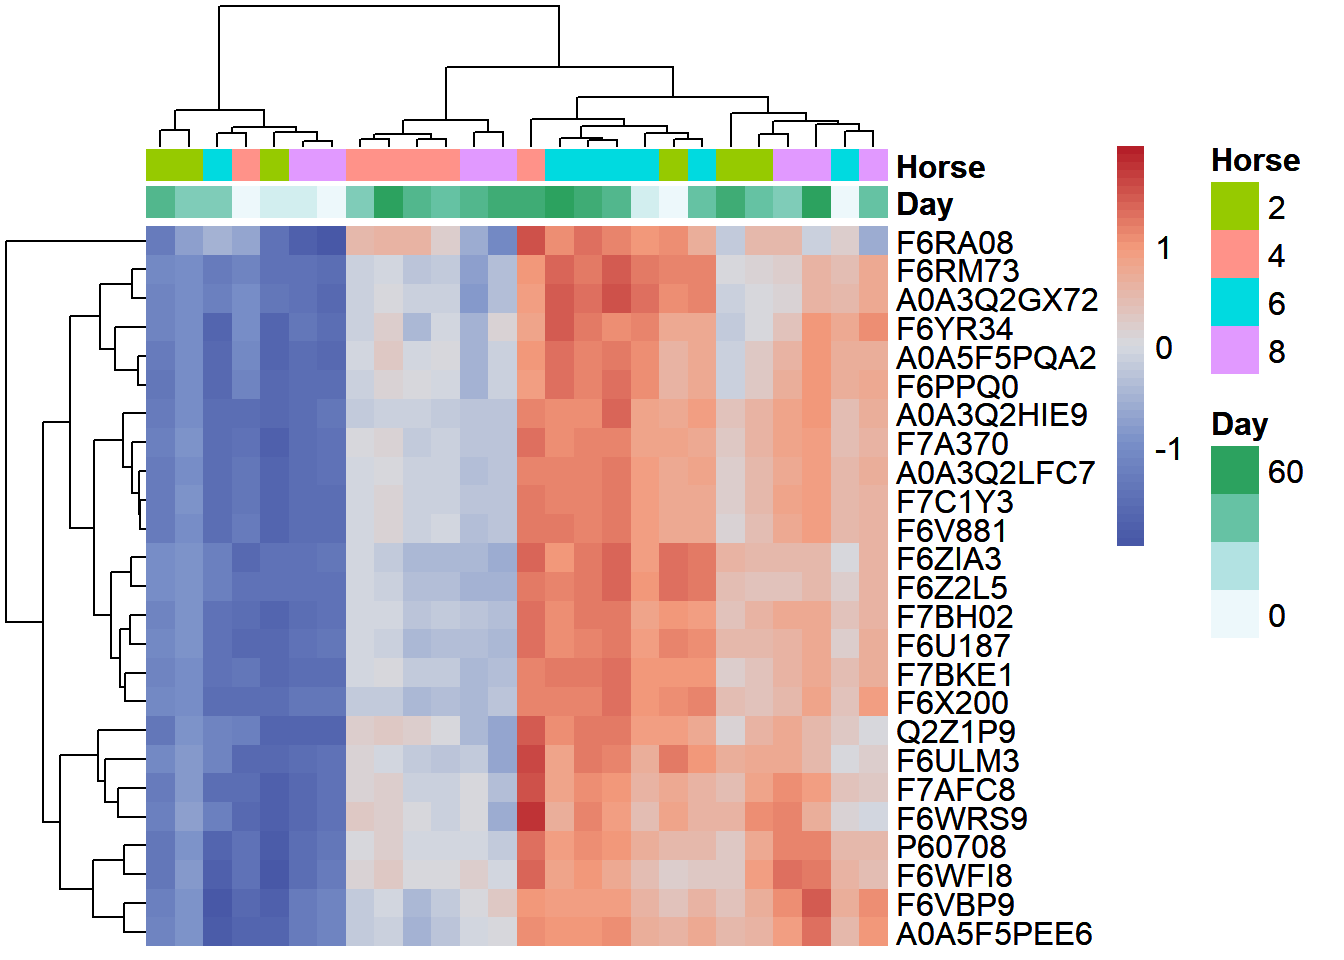 Horse
Day
F6RA08
F6RM73
A0A3Q2GX72
F6YR34
A0A5F5PQA2
F6PPQ0
A0A3Q2HIE9
F7A370
A0A3Q2LFC7
F7C1Y3
F6V881
F6ZIA3
F6Z2L5
F7BH02
F6U187
F7BKE1
F6X200
Q2Z1P9
F6ULM3
F7AFC8
F6WRS9
P60708
F6WFI8
F6VBP9
A0A5F5PEE6
1
0
-1
Horse
2
4
6
8
Day
60
0